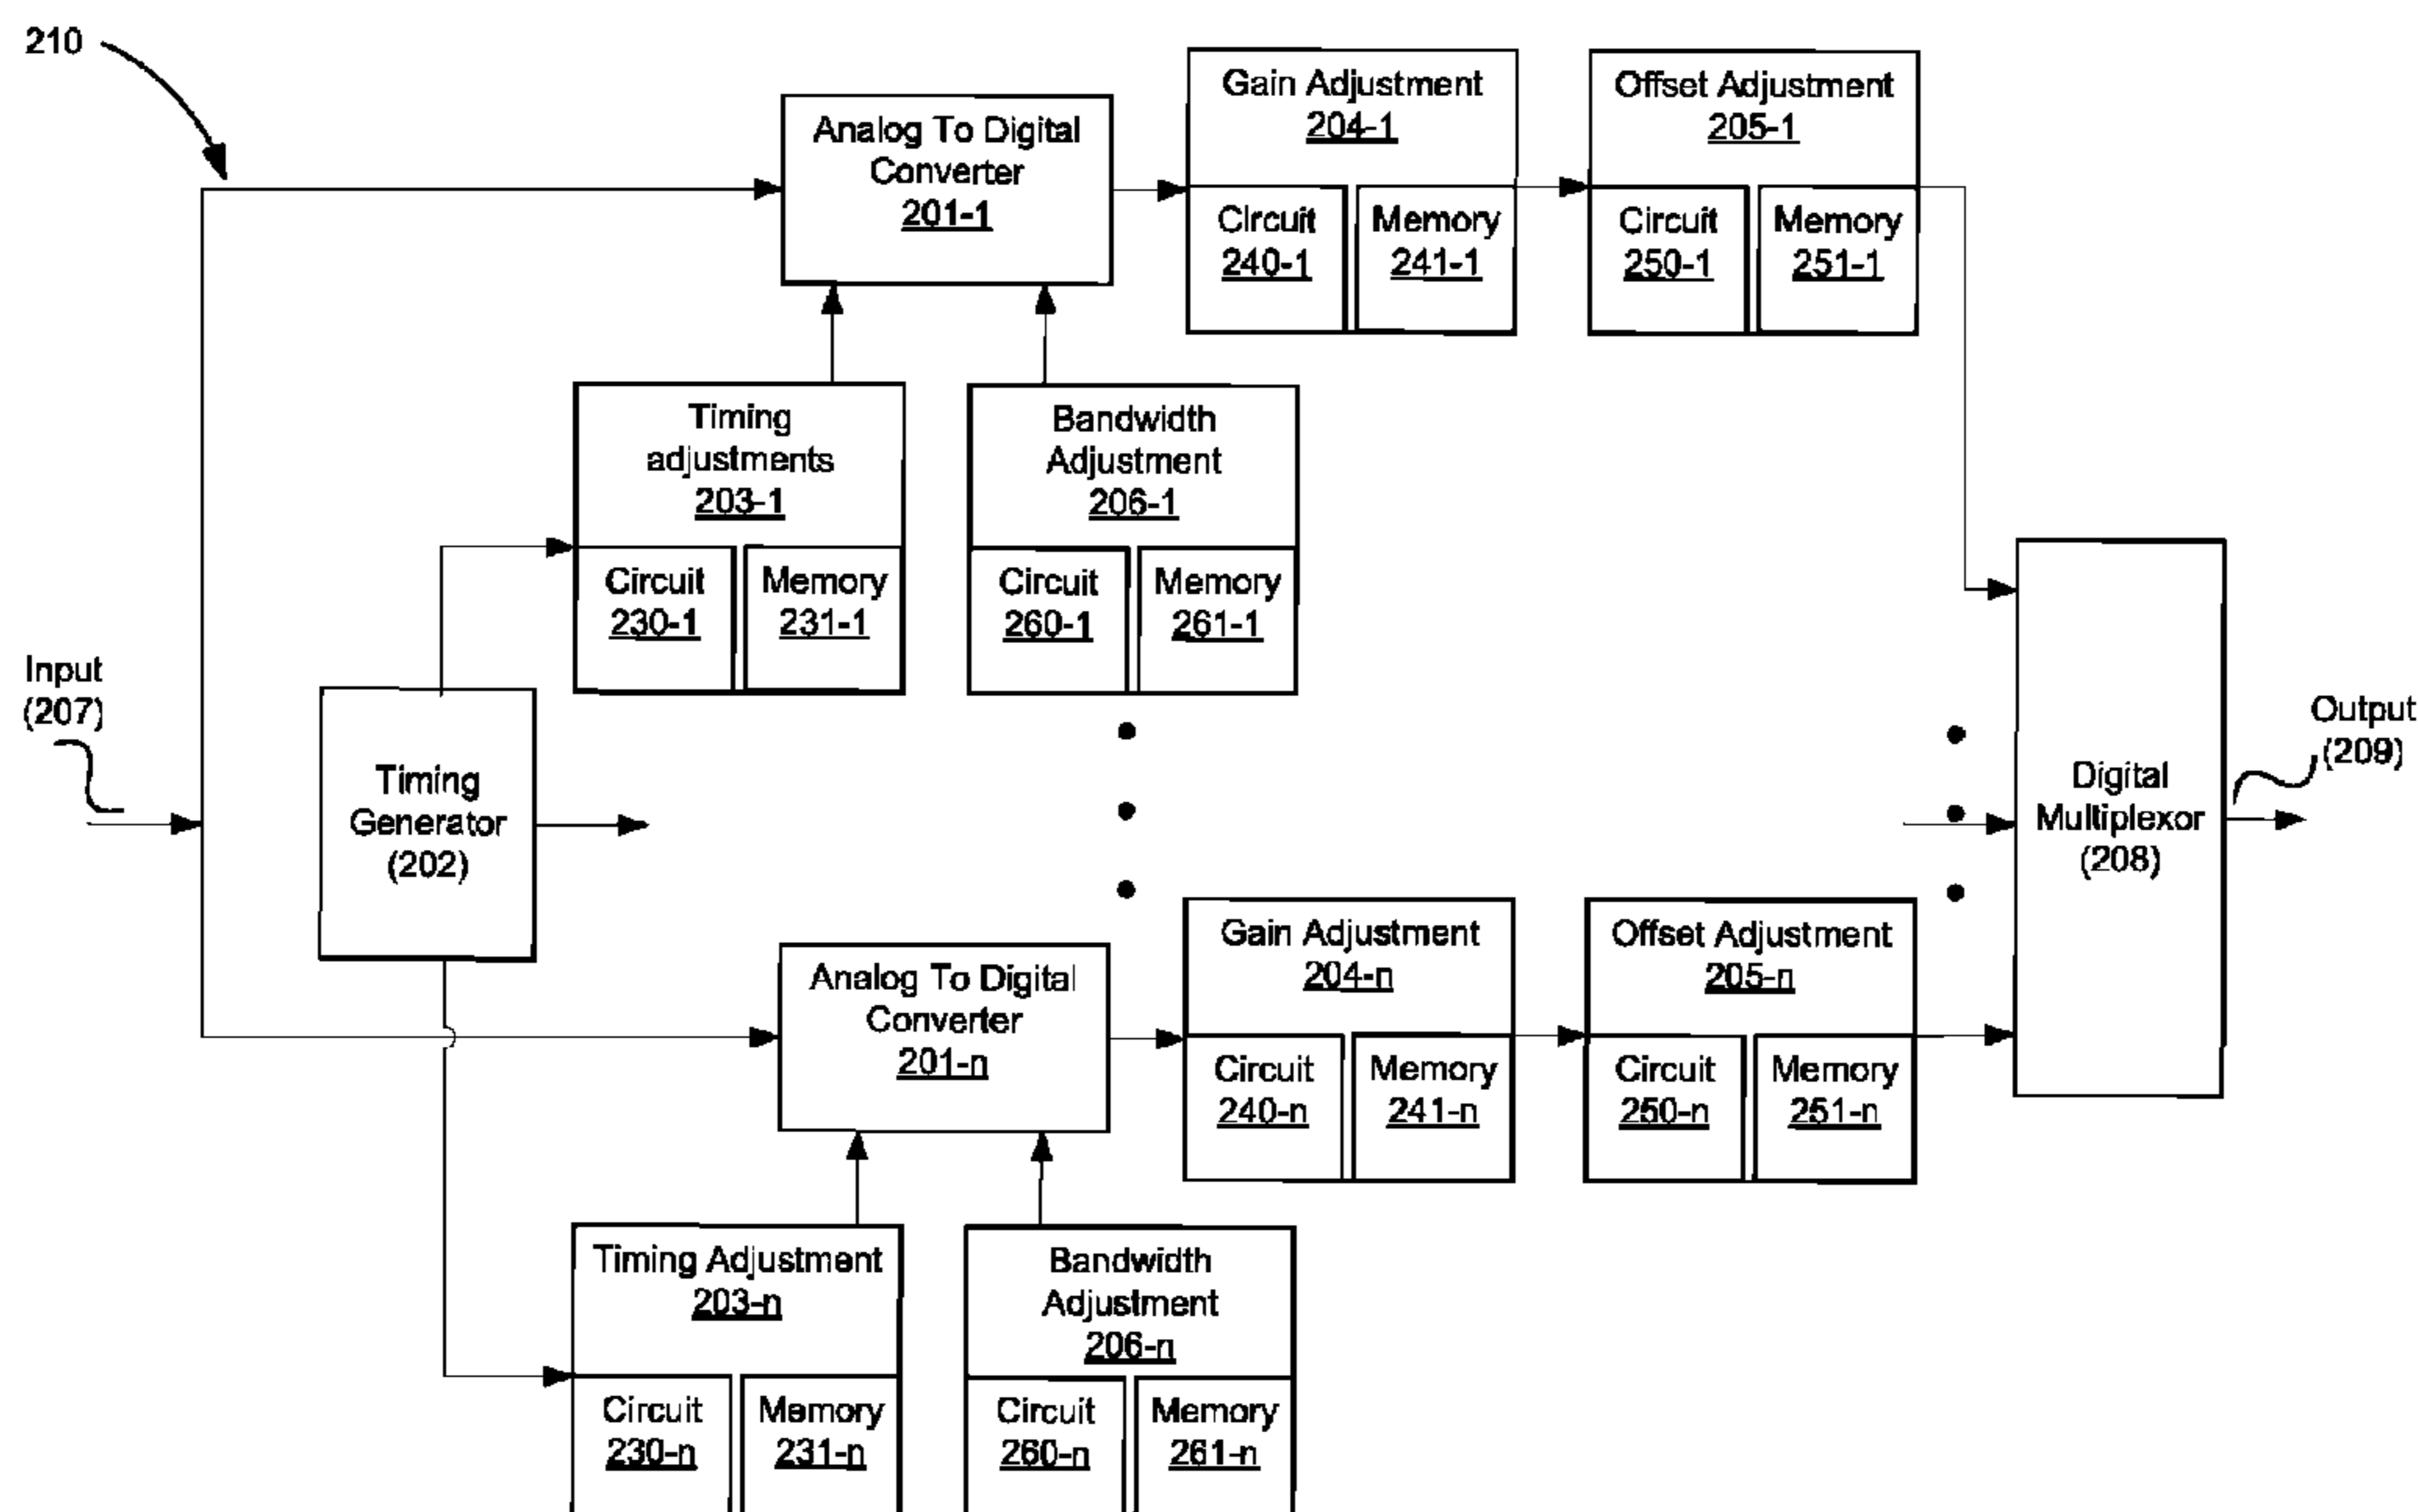 210
Analog To Digital
Converter
201-1
Gain Adjustment
204-1
Circuit
240-1
Memory
241-1
Offset Adjustment
205-1
Circuit
250-1
Memory
251-1
Timing
adjustments
203-1
Circuit
230-1
Memory
231-1
Bandwidth
Adjustment
206-1
Circuit
260-1
Memory
261-1
Input
(207)
Timing
Generator
(202)
Digital
Multiplexor
(208)
Output
(209)
Analog To Digital
Converter
201-n
Gain Adjustment
204-n
Circuit
240-n
Memory
241-n
Offset Adjustment
205-n
Circuit
250-n
Memory
251-n
Timing Adjustment
203-n
Circuit
230-n
Memory
231-n
Bandwidth
Adjustment
206-n
Circuit
260-n
Memory
261-n